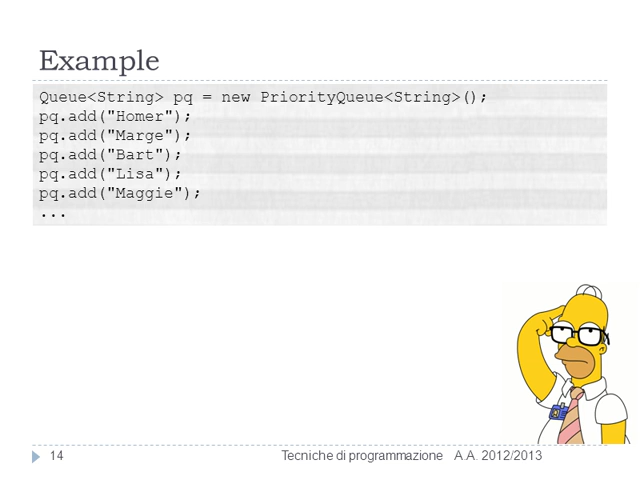 Example
Queue<String> pq = new PriorityQueue<String>();
pq.add("Homer");
pq.add("Marge");
pq.add("Bart");
pq.add("Lisa");
pq.add("Maggie");
...
14
Tecniche di programmazione A.A. 2012/2013